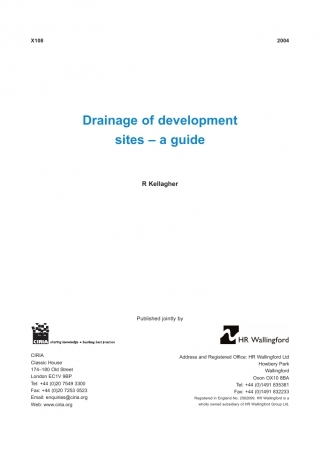 X108 2004
Drainage of development
sites – a guide
R Kellagher
Published jointly by
CIRIA sharing knowledge • building best practice
HR Wallingford
CIRIA
Classic House
174–180 Old Street
London EC1V 9BP
Tel: +44 (0)20 7549 3300
Fax: +44 (0)20 7253 0523
Email: enquiries@ciria.org
Web: www.ciria.org
Address and Registered Office: HR Wallingford Ltd
Howbery Park
Wallingford
Oxon OX10 8BA
Tel: +44 (0)1491 835381
Fax: +44 (0)1491 832233
Registered in England No. 2562099. HR Wallingford is a
wholly owned subsidiary of HR Wallingford Group Ltd.